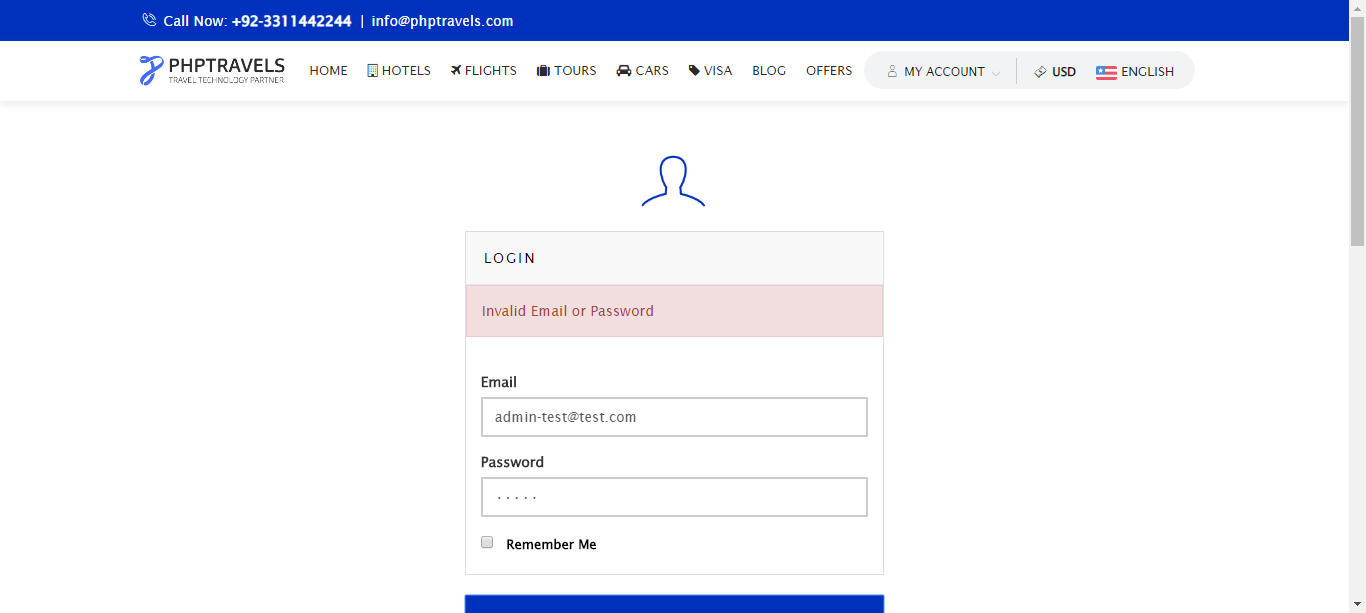 Call Now: +92-3311442244 | info@phptravels.com
PHPTRAVELS
TRAVEL TECHNOLOGY PARTNER
HOME HOTELS FLIGHTS TOURS CARS VISA BLOG OFFERS MY ACCOUNT USD ENGLISH
LOGIN
Invalid Email or Password
Email
admin-test@test.com
Password
·····
Remember Me